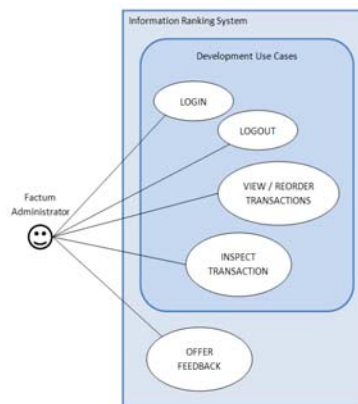 Information Ranking System
Development Use Cases
LOGIN
LOGOUT
VIEW / REORDER
TRANSACTIONS
Factum
Administrator
INSPECT
TRANSACTION
OFFER
FEEDBACK